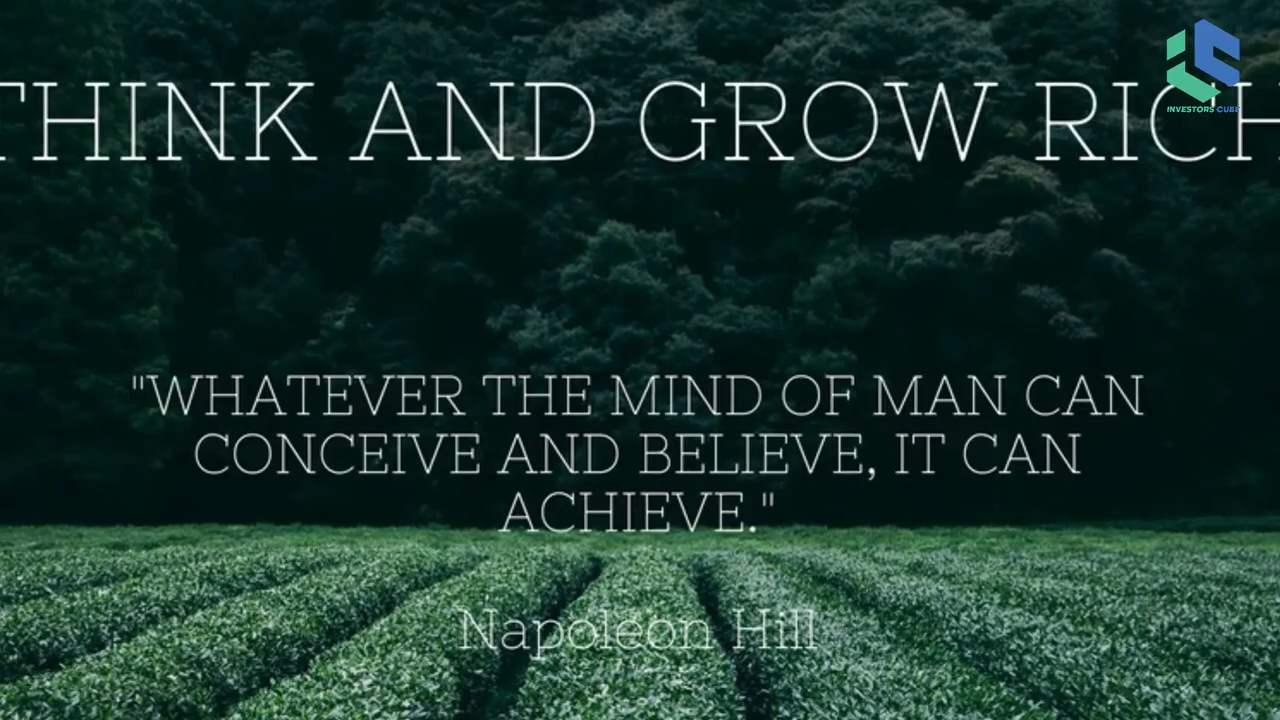 THINK AND GROW RICH
INVESTORS CUBE
"WHATEVER THE MIND OF MAN CAN
CONCEIVE AND BELIEVE, IT CAN
ACHIEVE."
Napoleon Hill